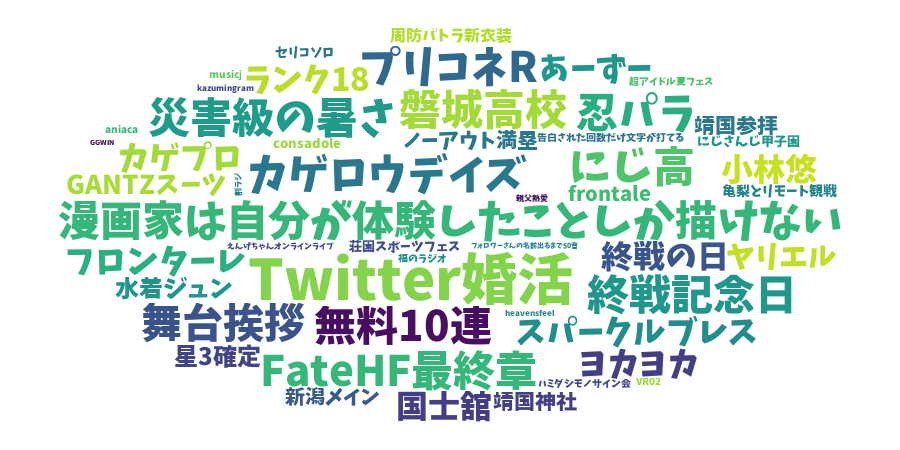 周防パトラ新衣装
セリコソロ
プリコネR
あーずー
musicj
ランク18
超アイドル夏フェス
kazumingram
災害級の暑さ
磐城高校
忍パラ
靖国参拝
aniaca
consadole
ノーアウト満塁
告白された回数だけ文字が打てる
にじさんじ甲子園
GGWIN
カゲプロ
カゲロウデイズ
にじ高
小林悠
GANTZスーツ
親父熱愛
frontale
亀梨とリモート観戦
漫画家は自分が体験したことしか描けない
えんげちゃんオンラインライブ
荘園スポーツフェス
フォロワーさんの名前出るまで50音
フロンターレ
福のラジオ
終戦の日
ヤリエル
水着ジュン
Twitter婚活
終戦記念日
舞台挨拶
無料10連
heavensfeel
スパークルブレス
星3確定
FateHF最終章
ヨカヨカ
ハミダシモノサイン会
VR02
新潟メイン
国士舘
靖国神社